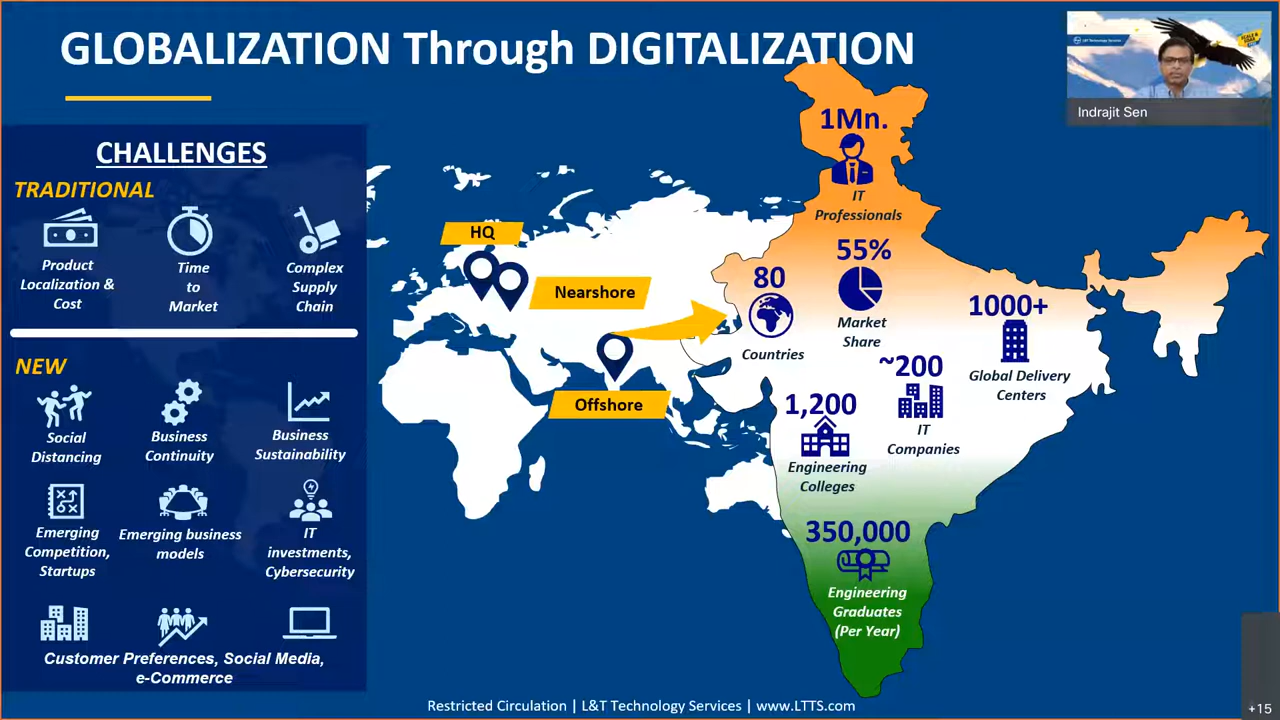 GLOBALIZATION Through DIGITALIZATION
L&T Technology Services
Indrajit Sen
CHALLENGES
TRADITIONAL
Product
Localization &
Cost
Time
to
Market
Complex
Supply
Chain
NEW
Social
Distancing
Business
Continuity
Business
Sustainability
Emerging
Competition,
Startups
Emerging business
models
IT
investments,
Cybersecurity
Customer Preferences, Social Media,
e-Commerce
HQ
Nearshore
Offshore
1Mn.
IT
Professionals
55%
Market
Share
80
Countries
1000+
Global Delivery
Centers
~200
IT
Companies
1,200
Engineering
Colleges
350,000
Engineering
Graduates
(Per Year)
Restricted Circulation | L&T Technology Services | www.LTTS.com
+15